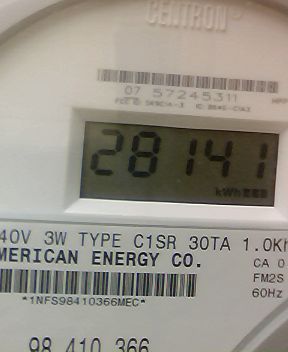 CENTRON®
07 57245311
28141
kWh
40V 3W TYPE C1SR 30TA 1.0Kh
MERICAN ENERGY CO.
CA 0
FM2S
60Hz
*1NFS98410366MEC*
98 410 366